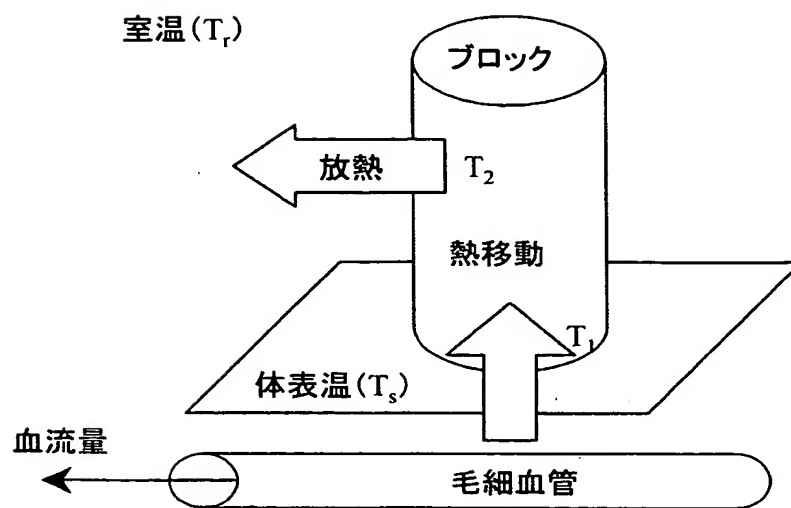 室温(Tr)
ブロック
放熱
T2
熱移動
T1
体表温(Ts)
血流量
毛細血管